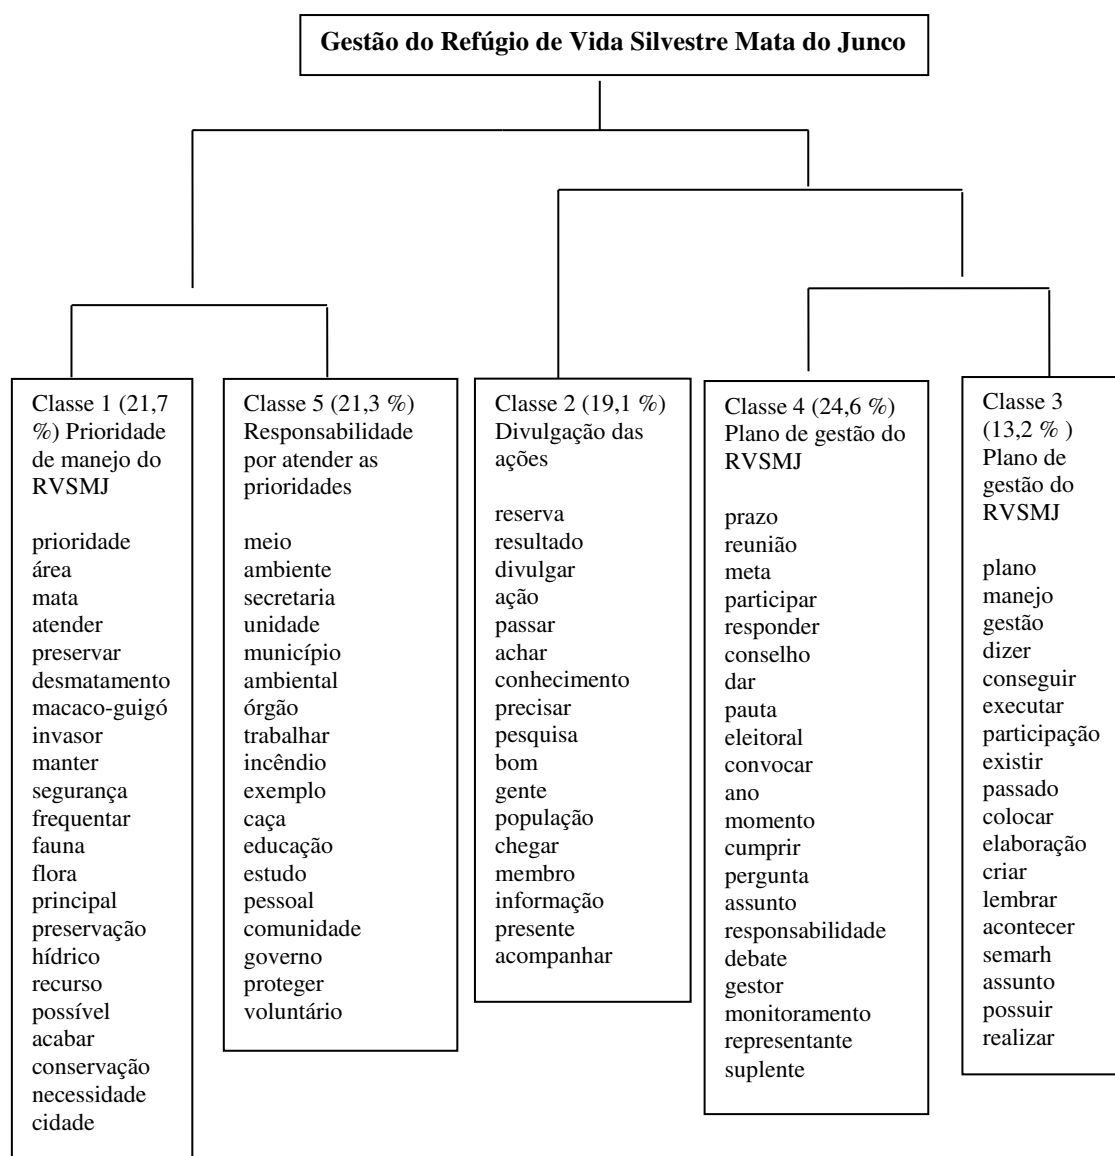 Gestão do Refúgio de Vida Silvestre Mata do Junco
Classe 1 (21,7
%) Prioridade
de manejo do
RVSMJ
prioridade
área
mata
atender
preservar
desmatamento
macaco-guigó
invasor
manter
segurança
frequentar
fauna
flora
principal
preservação
hídrico
recurso
possível
acabar
conservação
necessidade
cidade
Classe 5 (21,3 %)
Responsabilidade
por atender as
prioridades
meio
ambiente
secretaria
unidade
município
ambiental
órgão
trabalhar
incêndio
exemplo
caça
educação
estudo
pessoal
comunidade
governo
proteger
voluntário
Classe 2 (19,1 %)
Divulgação das
ações
reserva
resultado
divulgar
ação
passar
achar
conhecimento
precisar
pesquisa
bom
gente
população
chegar
membro
informação
presente
acompanhar
Classe 4 (24,6 %)
Plano de gestão do
RVSMJ
prazo
reunião
meta
participar
responder
conselho
dar
pauta
eleitoral
convocar
ano
momento
cumprir
pergunta
assunto
responsabilidade
debate
gestor
monitoramento
representante
suplente
Classe 3
(13,2 % )
Plano de
gestão do
RVSMJ
plano
manejo
gestão
dizer
conseguir
executar
participação
existir
passado
colocar
elaboração
criar
lembrar
acontecer
semarh
assunto
possuir
realizar